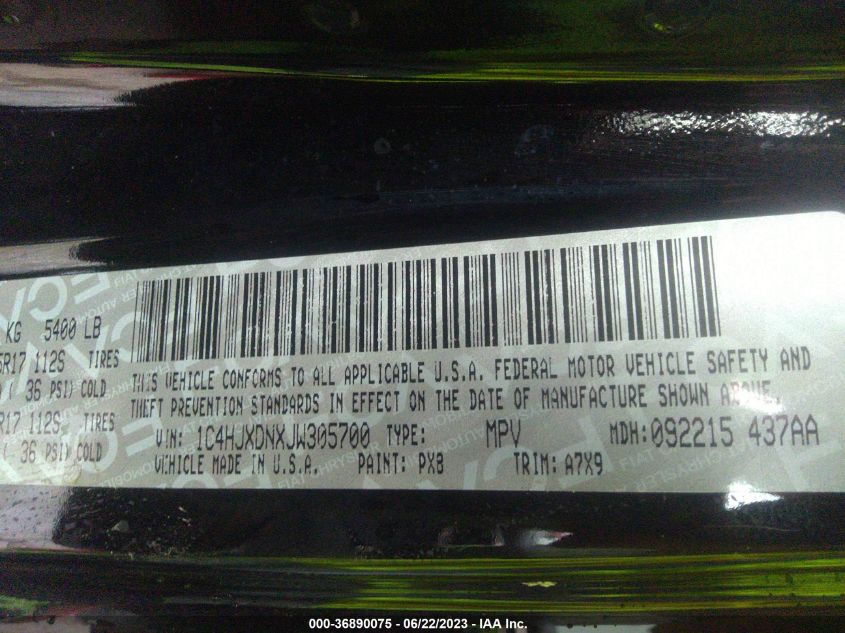 KG 5400 LB
R17 112S TIRES
( 36 PSI) COLD
R17 112S TIRES
( 36 PSI) COLD
THIS VEHICLE CONFORMS TO ALL APPLICABLE U.S.A. FEDERAL MOTOR VEHICLE SAFETY AND
THEFT PREVENTION STANDARDS IN EFFECT ON THE DATE OF MANUFACTURE SHOWN ABOVE.
VIN: 1C4HJXDNXJW305700 TYPE: MPV MDH: 092215 437AA
VEHICLE MADE IN U.S.A. PAINT: PX8 TRIM: A7X9
000-36890075 - 06/22/2023 - IAA Inc.